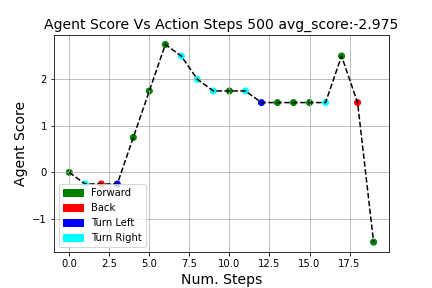 Agent Score Vs Action Steps 500 avg_score:-2.975
Agent Score
2
1
0
−1
Forward
Back
Turn Left
Turn Right
0.0 2.5 5.0 7.5 10.0 12.5 15.0 17.5
Num. Steps